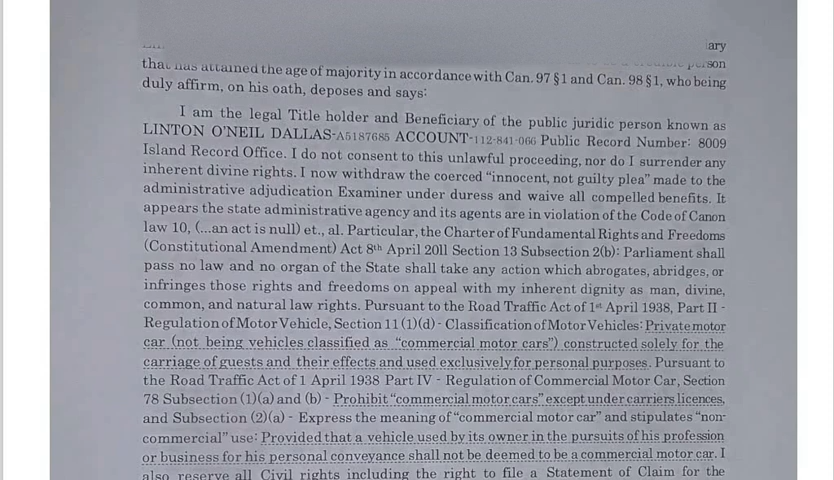 ary
person
that has attained the age of majority in accordance with Can. 97 §1 and Can. 98 §1, who being
duly affirm, on his oath, deposes and says:
I am the legal Title holder and Beneficiary of the public juridic person known as
LINTON O'NEIL DALLAS-A5187685 ACCOUNT-112-841-066 Public Record Number: 8009
Island Record Office. I do not consent to this unlawful proceeding, nor do I surrender any
inherent divine rights. I now withdraw the coerced “innocent, not guilty plea” made to the
administrative adjudication Examiner under duress and waive all compelled benefits. It
appears the state administrative agency and its agents are in violation of the Code of Canon
law 10, (...an act is null) et., al. Particular, the Charter of Fundamental Rights and Freedoms
(Constitutional Amendment) Act 8th April 2011 Section 13 Subsection 2(b): Parliament shall
pass no law and no organ of the State shall take any action which abrogates, abridges, or
infringes those rights and freedoms on appeal with my inherent dignity as man, divine,
common, and natural law rights. Pursuant to the Road Traffic Act of 1st April 1938, Part II -
Regulation of Motor Vehicle, Section 11 (1)(d) - Classification of Motor Vehicles: Private motor
car (not being vehicles classified as “commercial motor cars”) constructed solely for the
carriage of guests and their effects and used exclusively for personal purposes. Pursuant to
the Road Traffic Act of 1 April 1938 Part IV - Regulation of Commercial Motor Car, Section
78 Subsection (1)(a) and (b) - Prohibit “commercial motor cars” except under carriers licences,
and Subsection (2)(a) - Express the meaning of “commercial motor car” and stipulates “non-
commercial” use: Provided that a vehicle used by its owner in the pursuits of his profession
or business for his personal conveyance shall not be deemed to be a commercial motor car. I
also reserve all Civil rights including the right to file a Statement of Claim for the